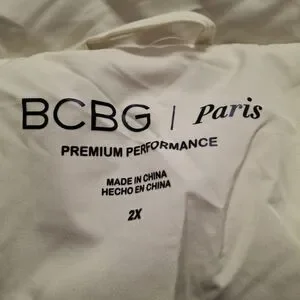 BCBG | Paris
PREMIUM PERFORMANCE
MADE IN CHINA
HECHO EN CHINA
2X